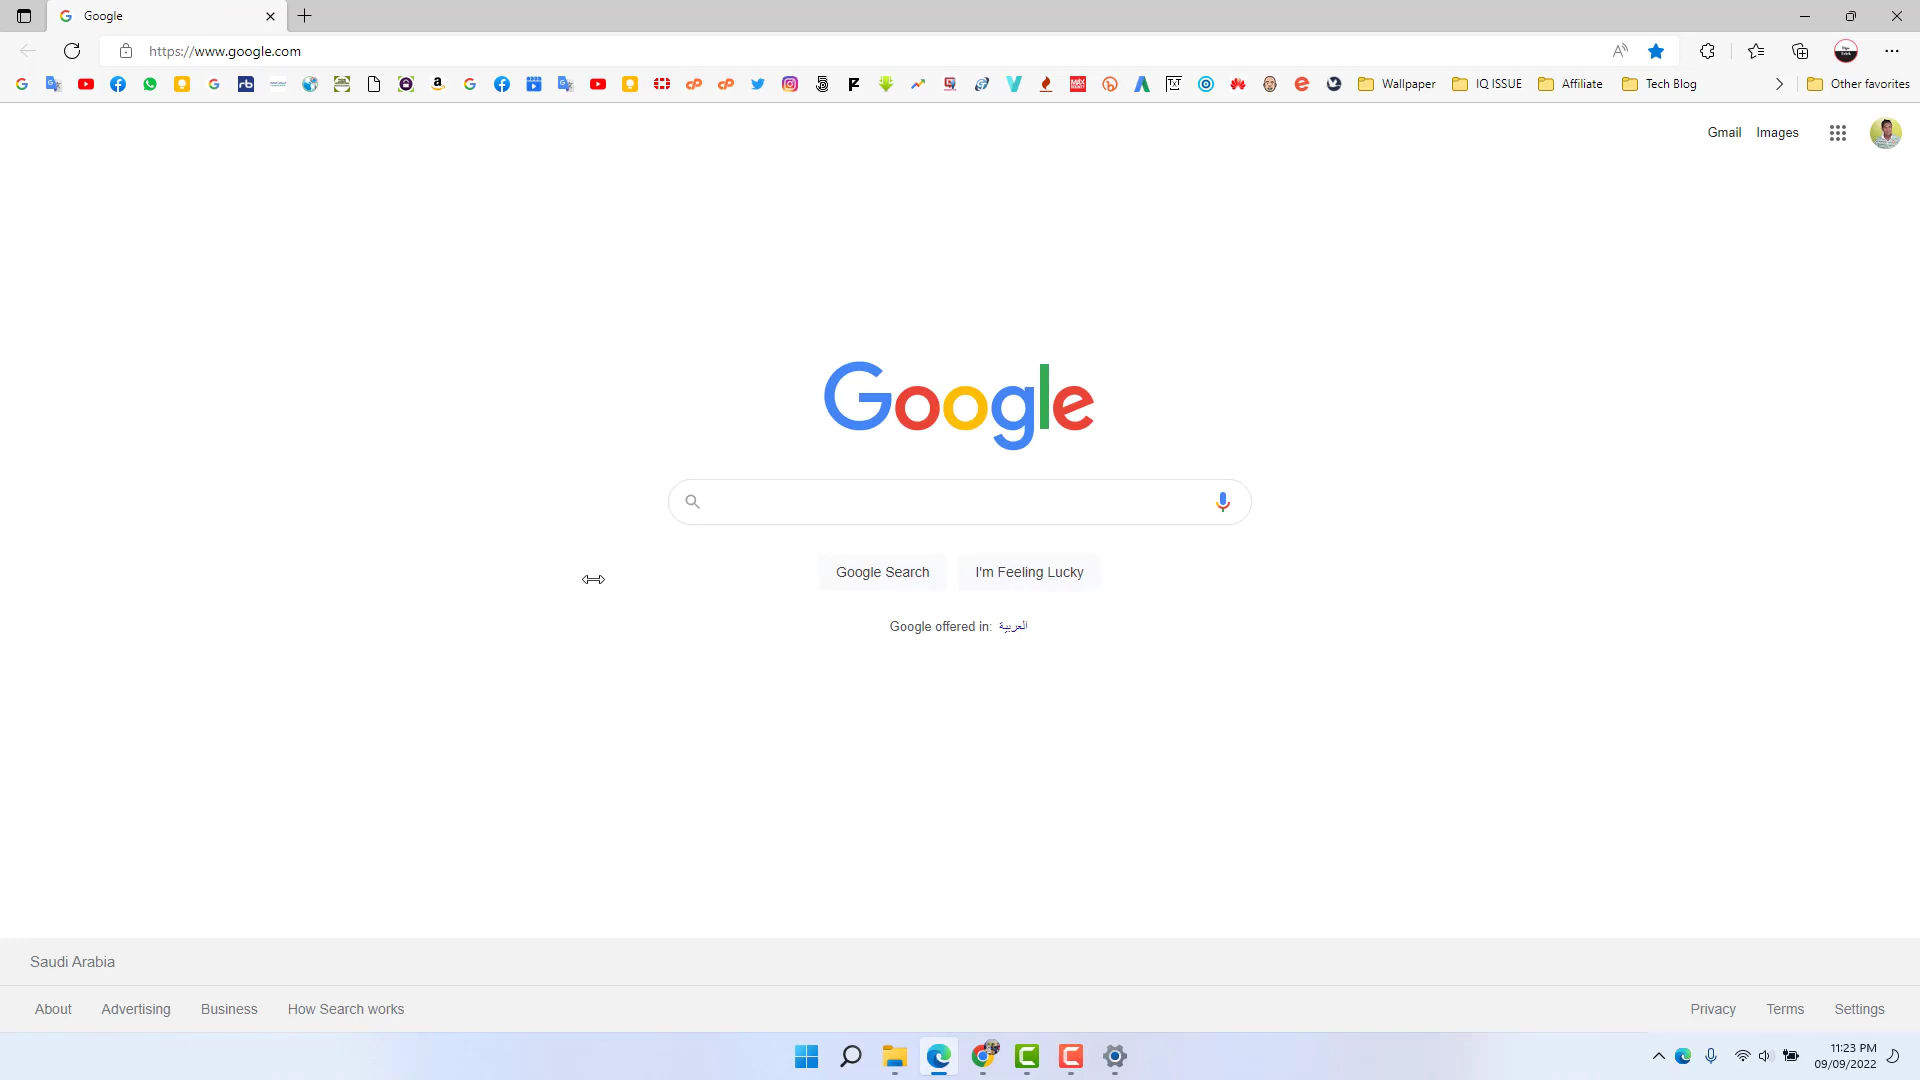 Google
https://www.google.com
Wallpaper
IQ ISSUE
Affiliate
Tech Blog
Other favorites
Gmail
Images
Google
Google Search
I'm Feeling Lucky
Google offered in: العربية
Saudi Arabia
About
Advertising
Business
How Search works
Privacy
Terms
Settings
11:23 PM
09/09/2022